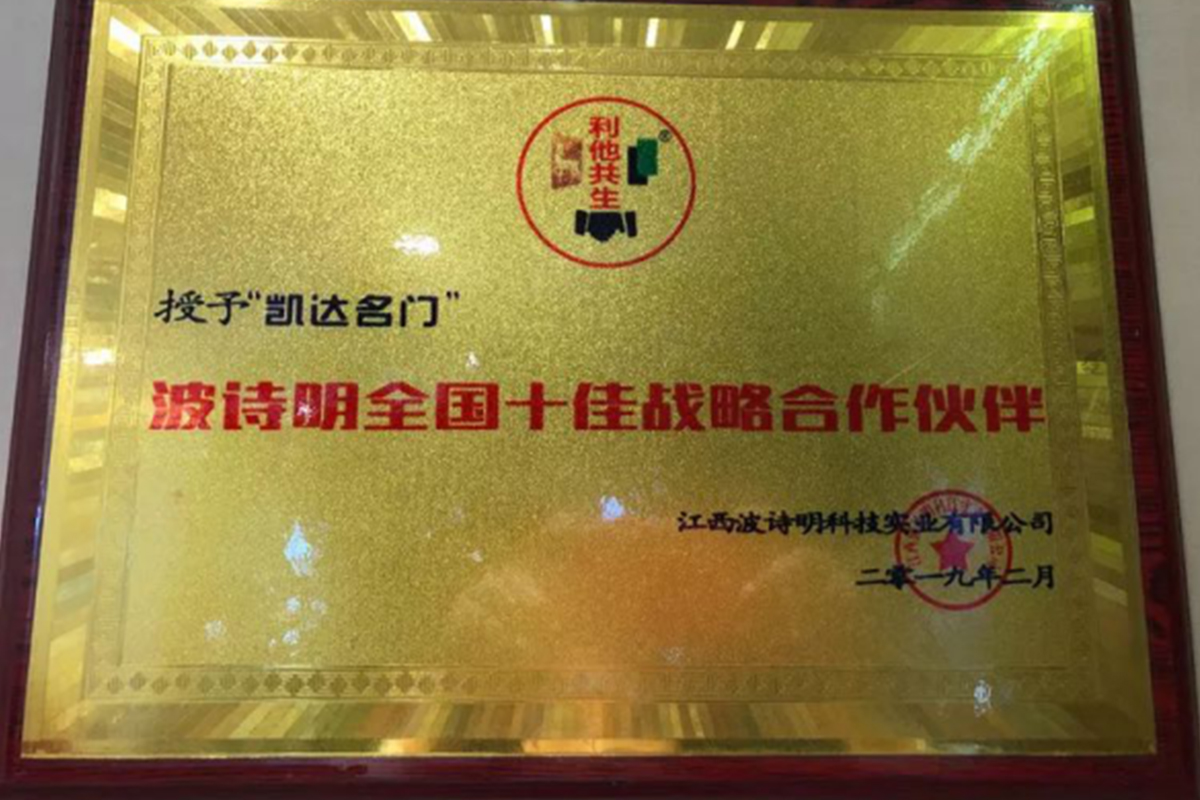 利他共生
®
授予“凯达名门”
波诗明全国十佳战略合作伙伴
江西波诗明科技实业有限公司
二零一九年二月